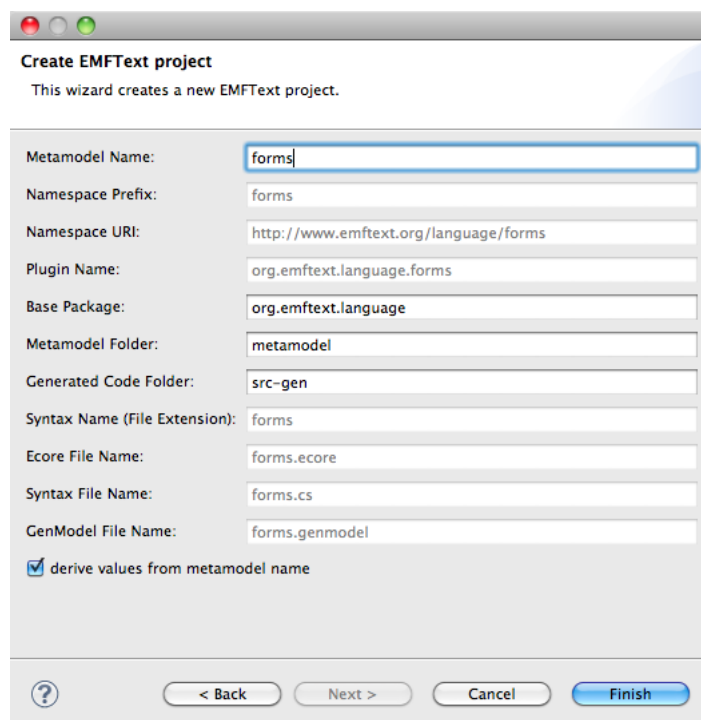 Create EMFText project
This wizard creates a new EMFText project.
Metamodel Name: forms
Namespace Prefix: forms
Namespace URI: http://www.emftext.org/language/forms
Plugin Name: org.emftext.language.forms
Base Package: org.emftext.language
Metamodel Folder: metamodel
Generated Code Folder: src-gen
Syntax Name (File Extension): forms
Ecore File Name: forms.ecore
Syntax File Name: forms.cs
GenModel File Name: forms.genmodel
derive values from metamodel name
? < Back Next > Cancel Finish